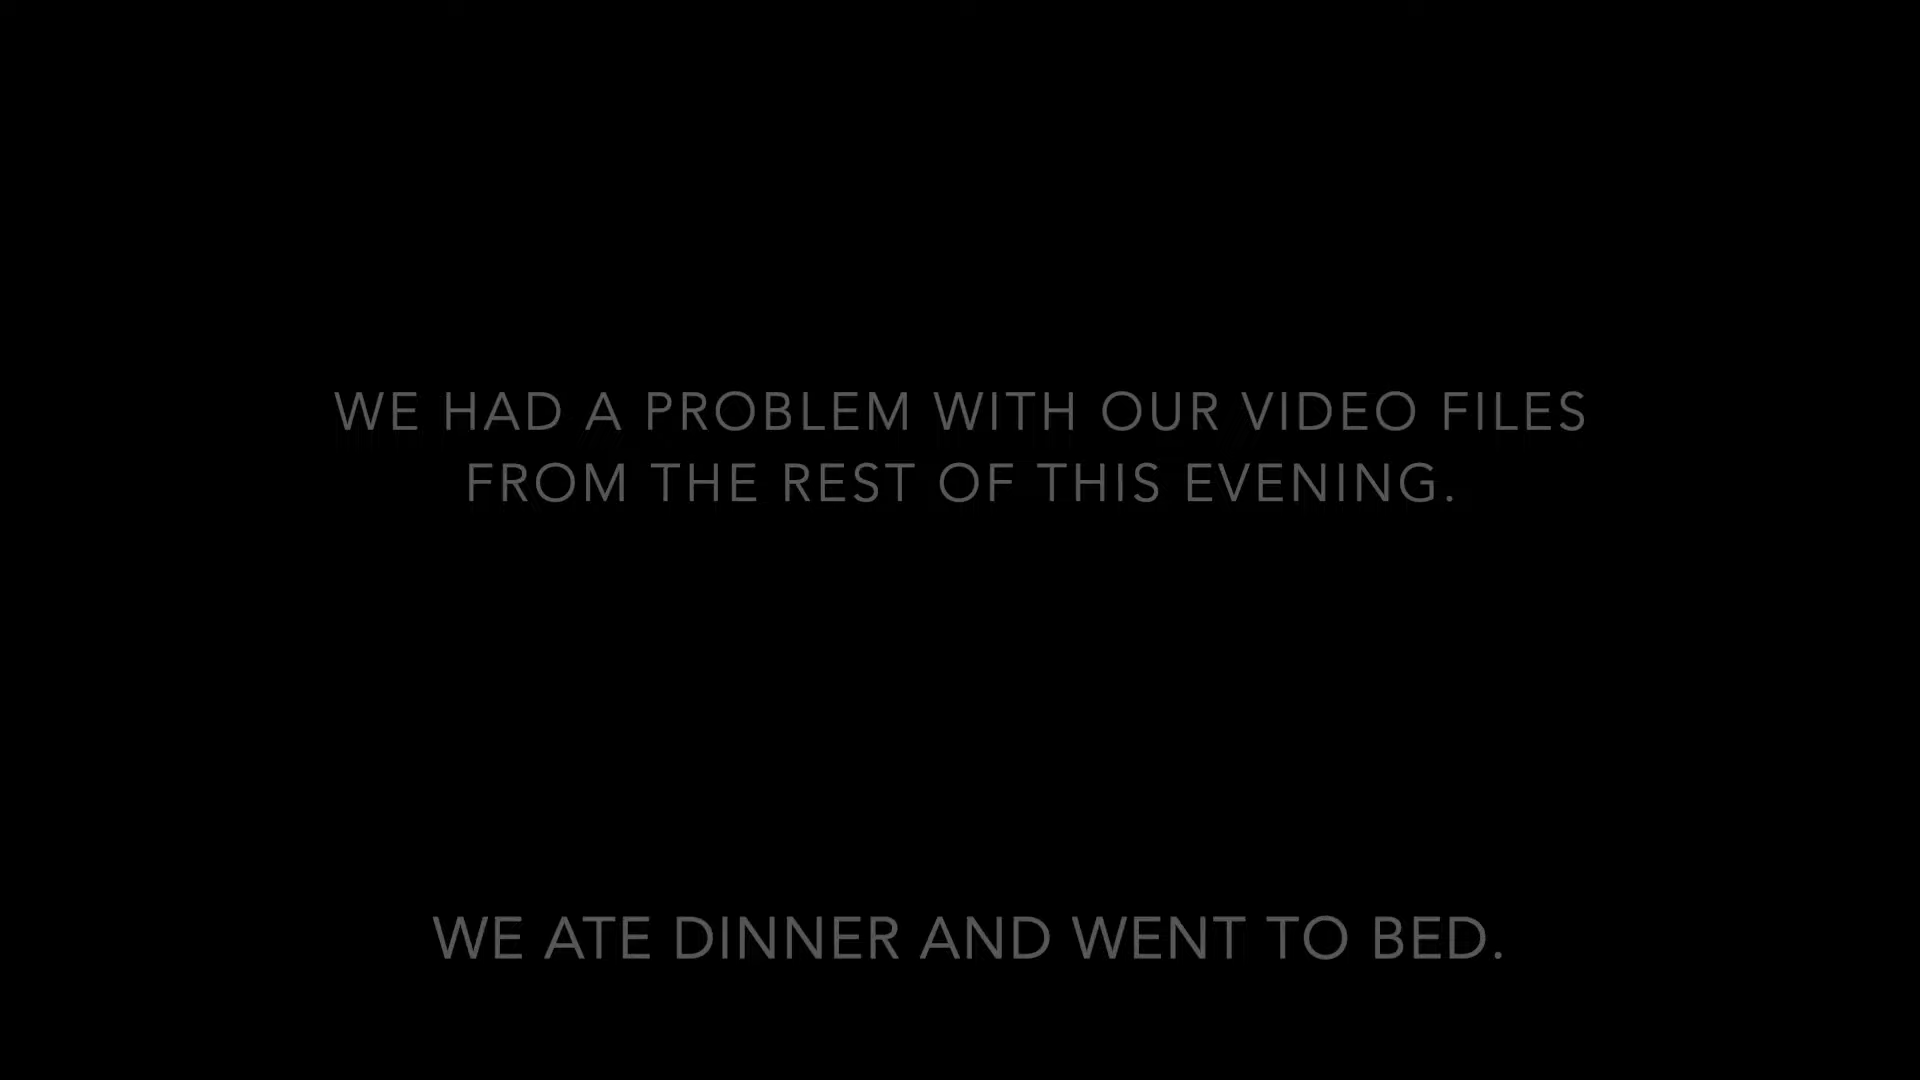 WE HAD A PROBLEM WITH OUR VIDEO FILES
FROM THE REST OF THIS EVENING.
WE ATE DINNER AND WENT TO BED.